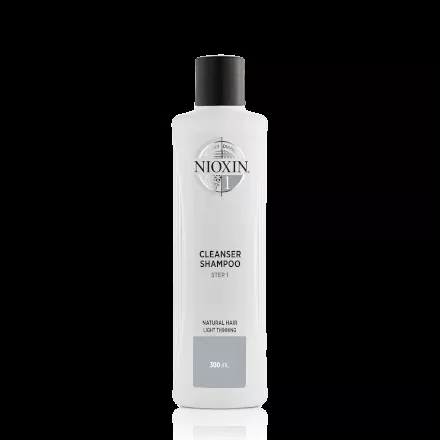 NIOXIN
1
CLEANSER
SHAMPOO
STEP 1
NATURAL HAIR
LIGHT THINNING
300 mL